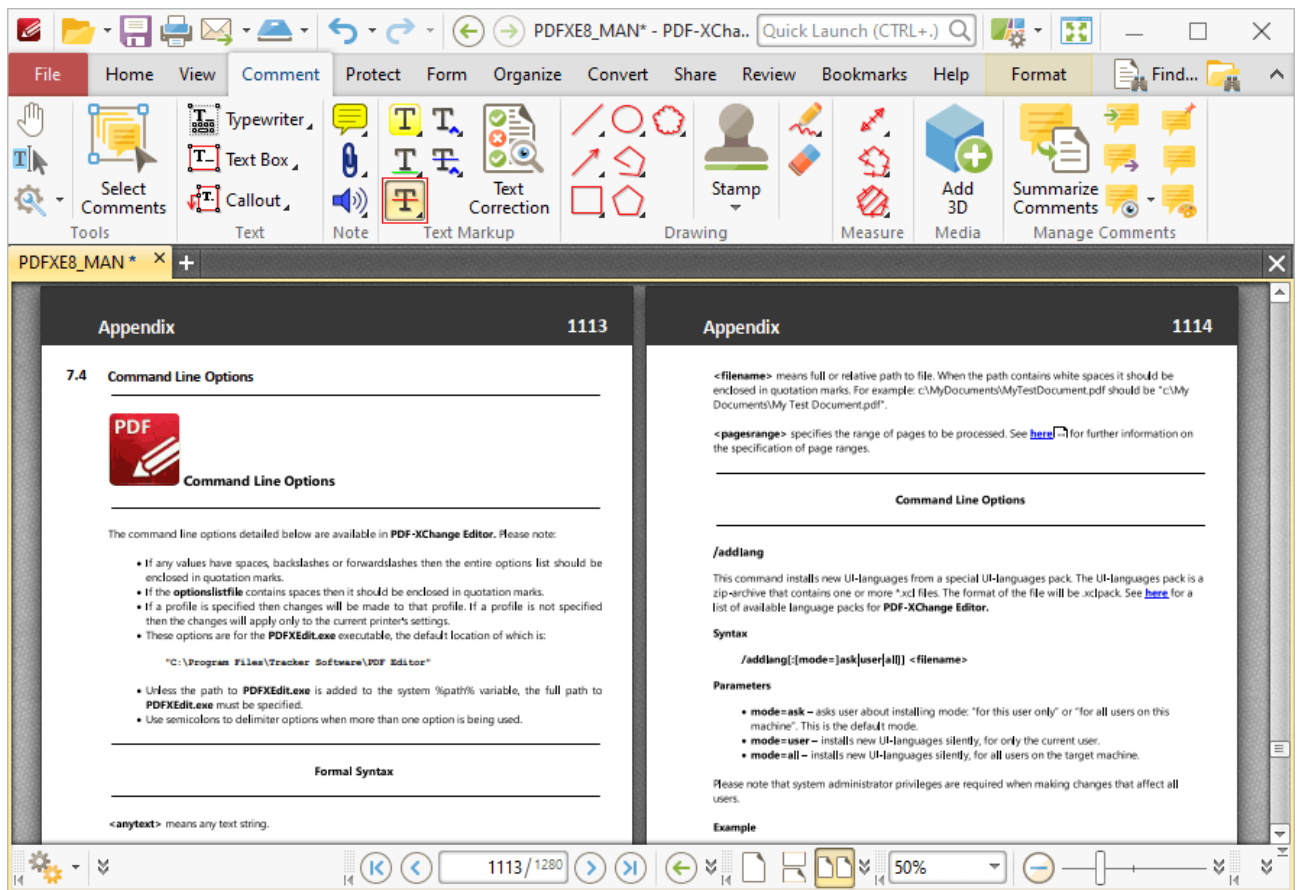 PDFXE8_MAN* - PDF-XCha.. Quick Launch (CTRL+.)
File Home View Comment Protect Form Organize Convert Share Review Bookmarks Help Format Find...
Typewriter
Text Box
Callout
Select Comments
Text Correction
Stamp
Add 3D
Summarize Comments
Tools Text Note Text Markup Drawing Measure Media Manage Comments
PDFXE8_MAN *
Appendix 1113
7.4 Command Line Options
PDF
Command Line Options
The command line options detailed below are available in PDF-XChange Editor. Please note:
• If any values have spaces, backslashes or forwardslashes then the entire options list should be
enclosed in quotation marks.
• If the optionslistfile contains spaces then it should be enclosed in quotation marks.
• If a profile is specified then changes will be made to that profile. If a profile is not specified
then the changes will apply only to the current printer's settings.
• These options are for the PDFXEdit.exe executable, the default location of which is:
"C:\Program Files\Tracker Software\PDF Editor"
• Unless the path to PDFXEdit.exe is added to the system %path% variable, the full path to
PDFXEdit.exe must be specified.
• Use semicolons to delimiter options when more than one option is being used.
Formal Syntax
<anytext> means any text string.
Appendix 1114
<filename> means full or relative path to file. When the path contains white spaces it should be
enclosed in quotation marks. For example: c:\MyDocuments\MyTestDocument.pdf should be "c:\My
Documents\My Test Document.pdf".
<pagesrange> specifies the range of pages to be processed. See here for further information on
the specification of page ranges.
Command Line Options
/addlang
This command installs new UI-languages from a special UI-languages pack. The UI-languages pack is a
zip-archive that contains one or more *.xcl files. The format of the file will be .xclpack. See here for a
list of available language packs for PDF-XChange Editor.
Syntax
/addlang[:[mode=]ask|user|all]] <filename>
Parameters
• mode=ask – asks user about installing mode: "for this user only" or "for all users on this
machine". This is the default mode.
• mode=user – installs new UI-languages silently, for only the current user.
• mode=all – installs new UI-languages silently, for all users on the target machine.
Please note that system administrator privileges are required when making changes that affect all
users.
Example
1113/1280 50%